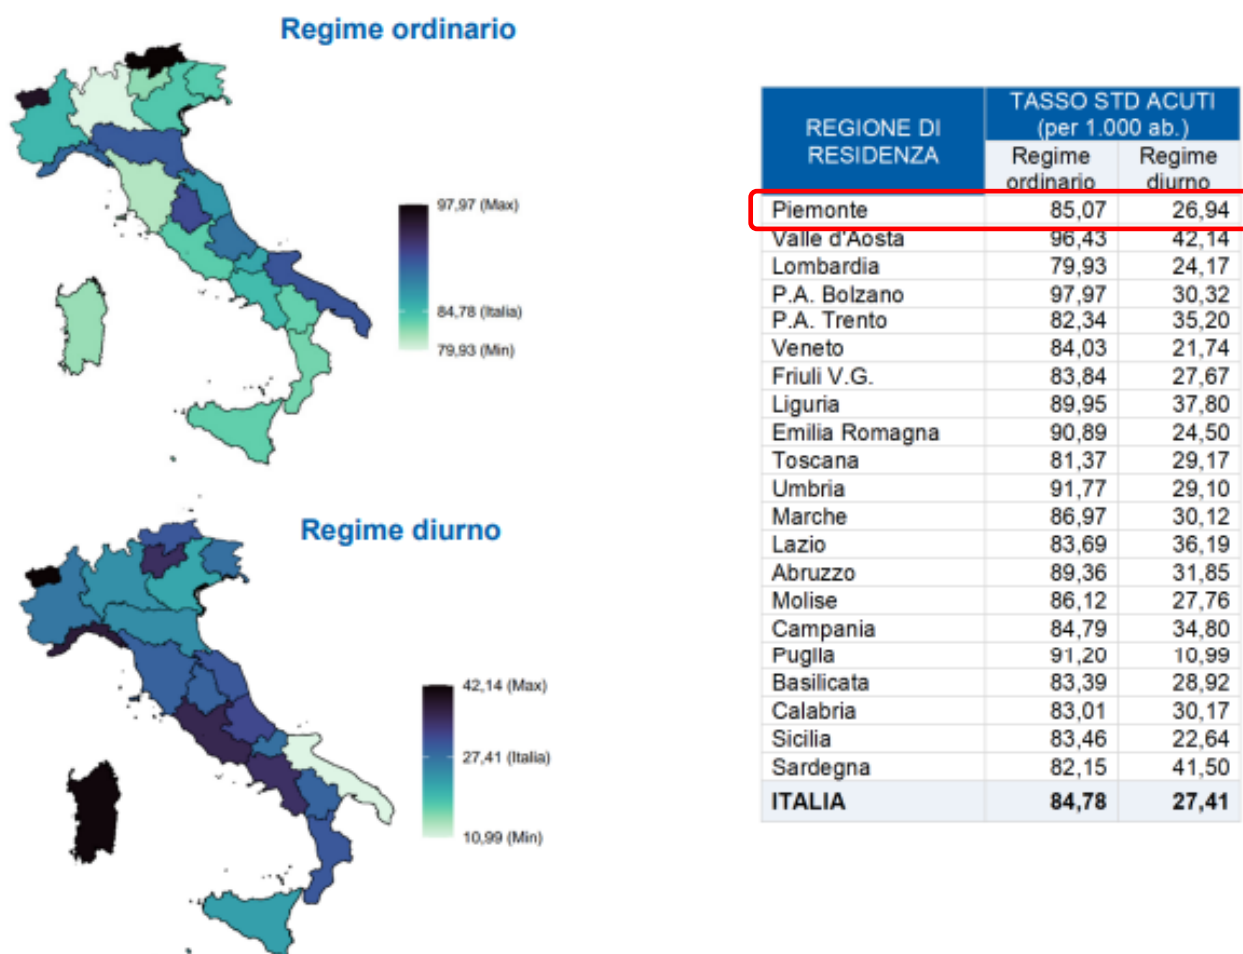 Regime ordinario
97,97 (Max)
84,78 (Italia)
79,93 (Min)
Regime diurno
42,14 (Max)
27,41 (Italia)
10,99 (Min)
REGIONE DI RESIDENZA TASSO STD ACUTI (per 1.000 ab.)
Regime ordinario Regime diurno
Piemonte 85,07 26,94
Valle d'Aosta 96,43 42,14
Lombardia 79,93 24,17
P.A. Bolzano 97,97 30,32
P.A. Trento 82,34 35,20
Veneto 84,03 21,74
Friuli V.G. 83,84 27,67
Liguria 89,95 37,80
Emilia Romagna 90,89 24,50
Toscana 81,37 29,17
Umbria 91,77 29,10
Marche 86,97 30,12
Lazio 83,69 36,19
Abruzzo 89,36 31,85
Molise 86,12 27,76
Campania 84,79 34,80
Puglia 91,20 10,99
Basilicata 83,39 28,92
Calabria 83,01 30,17
Sicilia 83,46 22,64
Sardegna 82,15 41,50
ITALIA 84,78 27,41